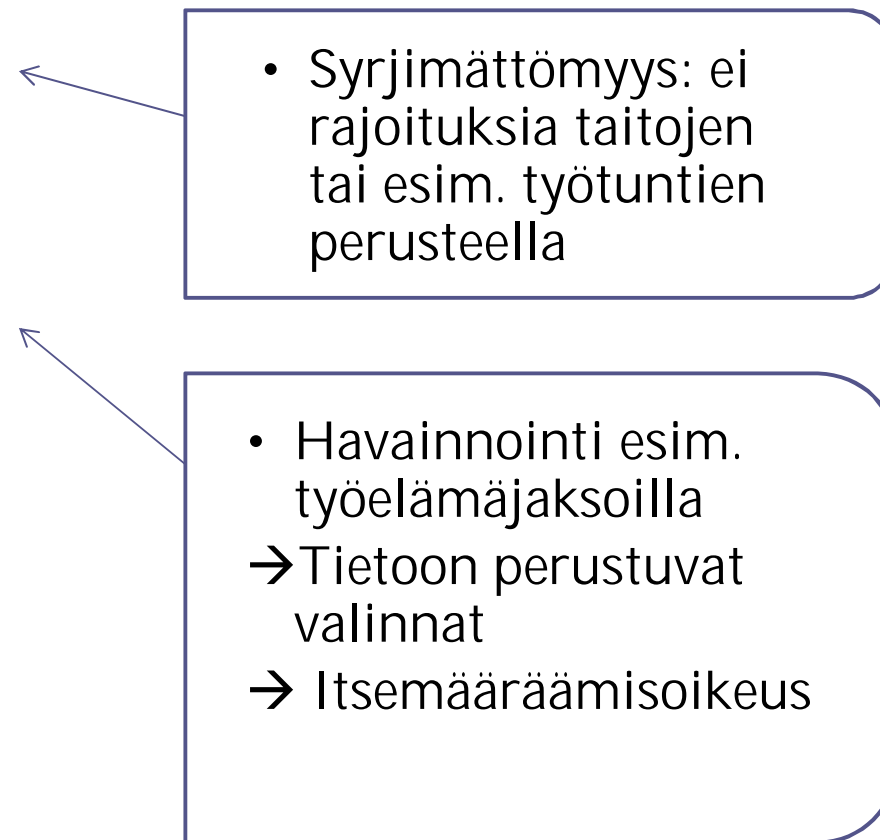 • Syrjimättömyys: ei
rajoituksia taitojen
tai esim. työtuntien
perusteella
• Havainnointi esim.
työelämäjaksoilla
→Tietoon perustuvat
valinnat
→ Itsemääräämisoikeus